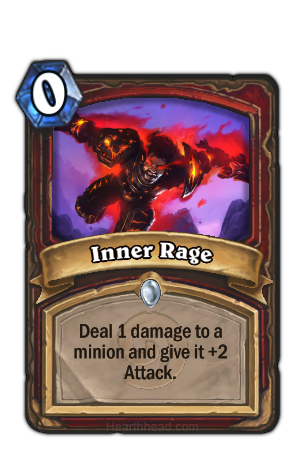 0
Inner Rage
Deal 1 damage to a
minion and give it +2
Attack.
Hearthhead.com